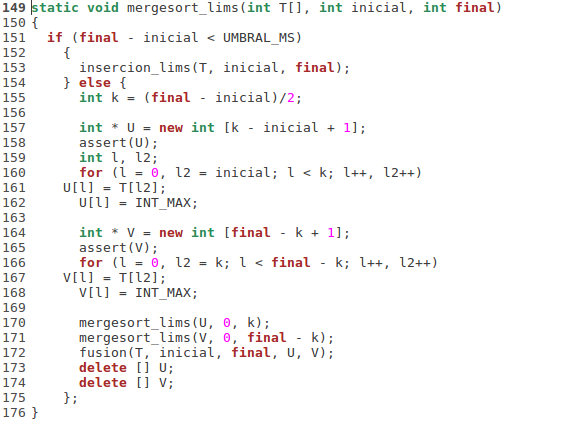 149 static void mergesort_lims(int T[], int inicial, int final)
150 {
151   if (final - inicial < UMBRAL_MS)
152     {
153       insercion_lims(T, inicial, final);
154     } else {
155       int k = (final - inicial)/2;
156
157       int * U = new int [k - inicial + 1];
158       assert(U);
159       int l, l2;
160       for (l = 0, l2 = inicial; l < k; l++, l2++)
161     U[l] = T[l2];
162       U[l] = INT_MAX;
163
164       int * V = new int [final - k + 1];
165       assert(V);
166       for (l = 0, l2 = k; l < final - k; l++, l2++)
167     V[l] = T[l2];
168       V[l] = INT_MAX;
169
170       mergesort_lims(U, 0, k);
171       mergesort_lims(V, 0, final - k);
172       fusion(T, inicial, final, U, V);
173       delete [] U;
174       delete [] V;
175     };
176 }